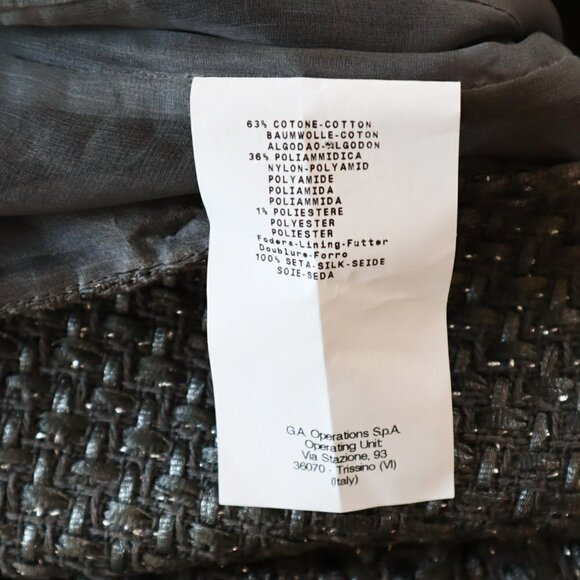 63% COTONE-COTTON
BAUMWOLLE-COTON
ALGODAO-ALGODON
36% POLIAMMIDICA
NYLON-POLYAMID
POLYAMIDE
POLIAMIDA
POLIAMMIDA
1% POLIESTERE
POLYESTER
POLIESTER
Fodera-Lining-Futter
Doublure-Forro
100% SETA-SILK-SEIDE
SOIE-SEDA
G.A. Operations S.p.A.
Operating Unit:
Via Stazione, 93
36070 - Trissino (VI)
(Italy)